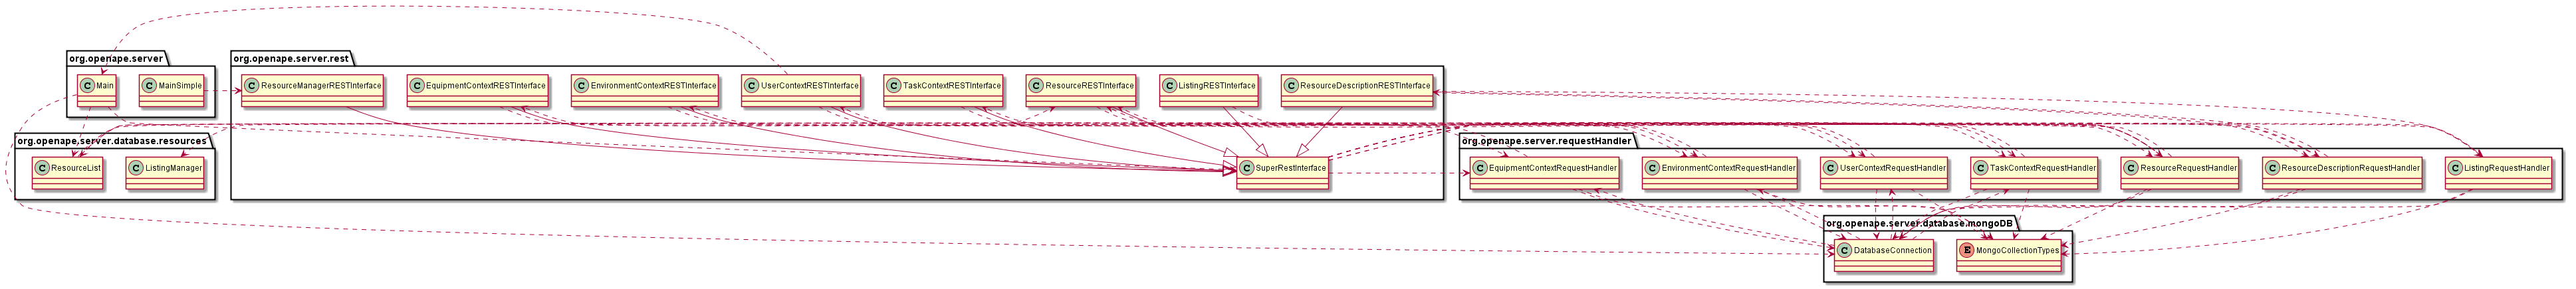 org.openape.server
C Main
C MainSimple
org.openape.server.rest
C ResourceManagerRESTInterface
C EquipmentContextRESTInterface
C EnvironmentContextRESTInterface
C UserContextRESTInterface
C TaskContextRESTInterface
C ResourceRESTInterface
C ListingRESTInterface
C ResourceDescriptionRESTInterface
C SuperRestInterface
org.openape.server.database.resources
C ResourceList
C ListingManager
org.openape.server.requestHandler
C EquipmentContextRequestHandler
C EnvironmentContextRequestHandler
C UserContextRequestHandler
C TaskContextRequestHandler
C ResourceRequestHandler
C ResourceDescriptionRequestHandler
C ListingRequestHandler
org.openape.server.database.mongoDB
C DatabaseConnection
E MongoCollectionTypes